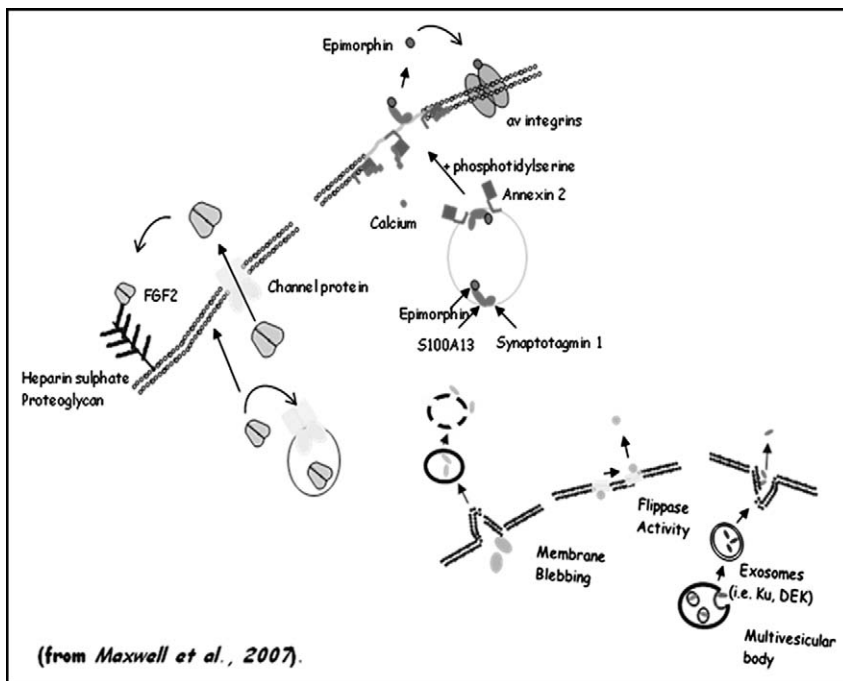 Epimorphin
av integrins
+ phosphotidylserine
Annexin 2
Calcium
FGF2
Channel protein
Epimorphin
S100A13
Synaptotagmin 1
Heparin sulphate
Proteoglycan
Flippase
Activity
Membrane
Blebbing
Exosomes
(i.e. Ku, DEK)
Multivesicular
body
(from Maxwell et al., 2007).